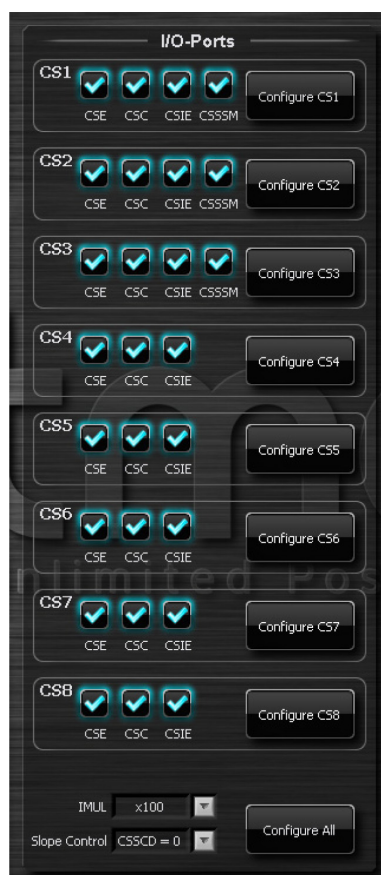 I/O-Ports
CS1
CSE CSC CSIE CSSSM
Configure CS1
CS2
CSE CSC CSIE CSSSM
Configure CS2
CS3
CSE CSC CSIE CSSSM
Configure CS3
CS4
CSE CSC CSIE
Configure CS4
CS5
CSE CSC CSIE
Configure CS5
CS6
CSE CSC CSIE
Configure CS6
nlimited Pos
CS7
CSE CSC CSIE
Configure CS7
CS8
CSE CSC CSIE
Configure CS8
IMUL x100
Slope Control CSSCD = 0
Configure All